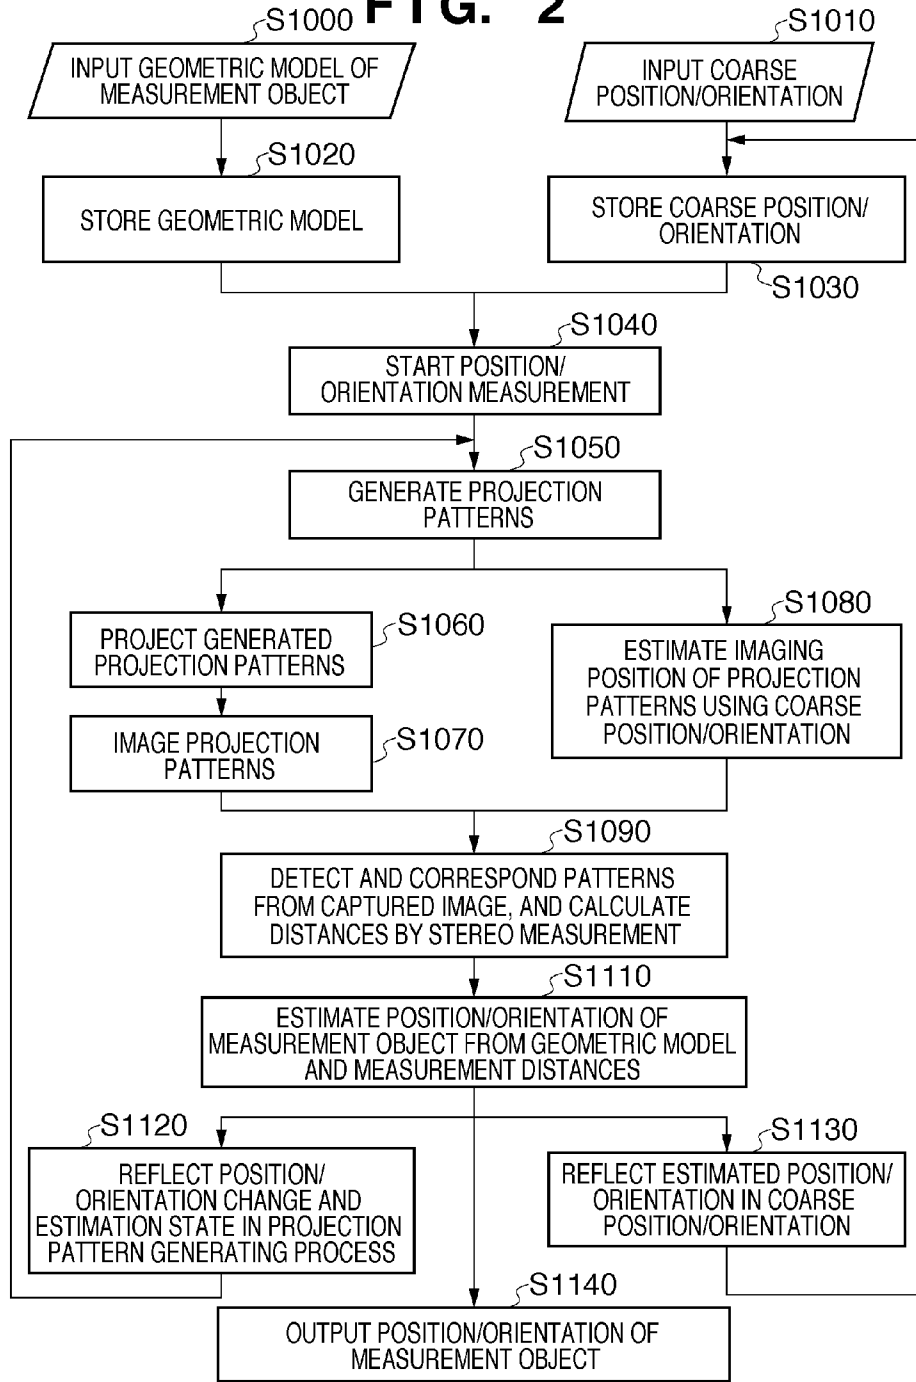 FIG. 2
S1000
INPUT GEOMETRIC MODEL OF
MEASUREMENT OBJECT
S1010
INPUT COARSE
POSITION/ORIENTATION
S1020
STORE GEOMETRIC MODEL
STORE COARSE POSITION/
ORIENTATION
S1030
S1040
START POSITION/
ORIENTATION MEASUREMENT
S1050
GENERATE PROJECTION
PATTERNS
S1060
PROJECT GENERATED
PROJECTION PATTERNS
S1070
IMAGE PROJECTION
PATTERNS
S1080
ESTIMATE IMAGING
POSITION OF PROJECTION
PATTERNS USING COARSE
POSITION/ORIENTATION
S1090
DETECT AND CORRESPOND PATTERNS
FROM CAPTURED IMAGE, AND CALCULATE
DISTANCES BY STEREO MEASUREMENT
S1110
ESTIMATE POSITION/ORIENTATION OF
MEASUREMENT OBJECT FROM GEOMETRIC MODEL
AND MEASUREMENT DISTANCES
S1120
REFLECT POSITION/
ORIENTATION CHANGE AND
ESTIMATION STATE IN PROJECTION
PATTERN GENERATING PROCESS
S1130
REFLECT ESTIMATED POSITION/
ORIENTATION IN COARSE
POSITION/ORIENTATION
S1140
OUTPUT POSITION/ORIENTATION OF
MEASUREMENT OBJECT